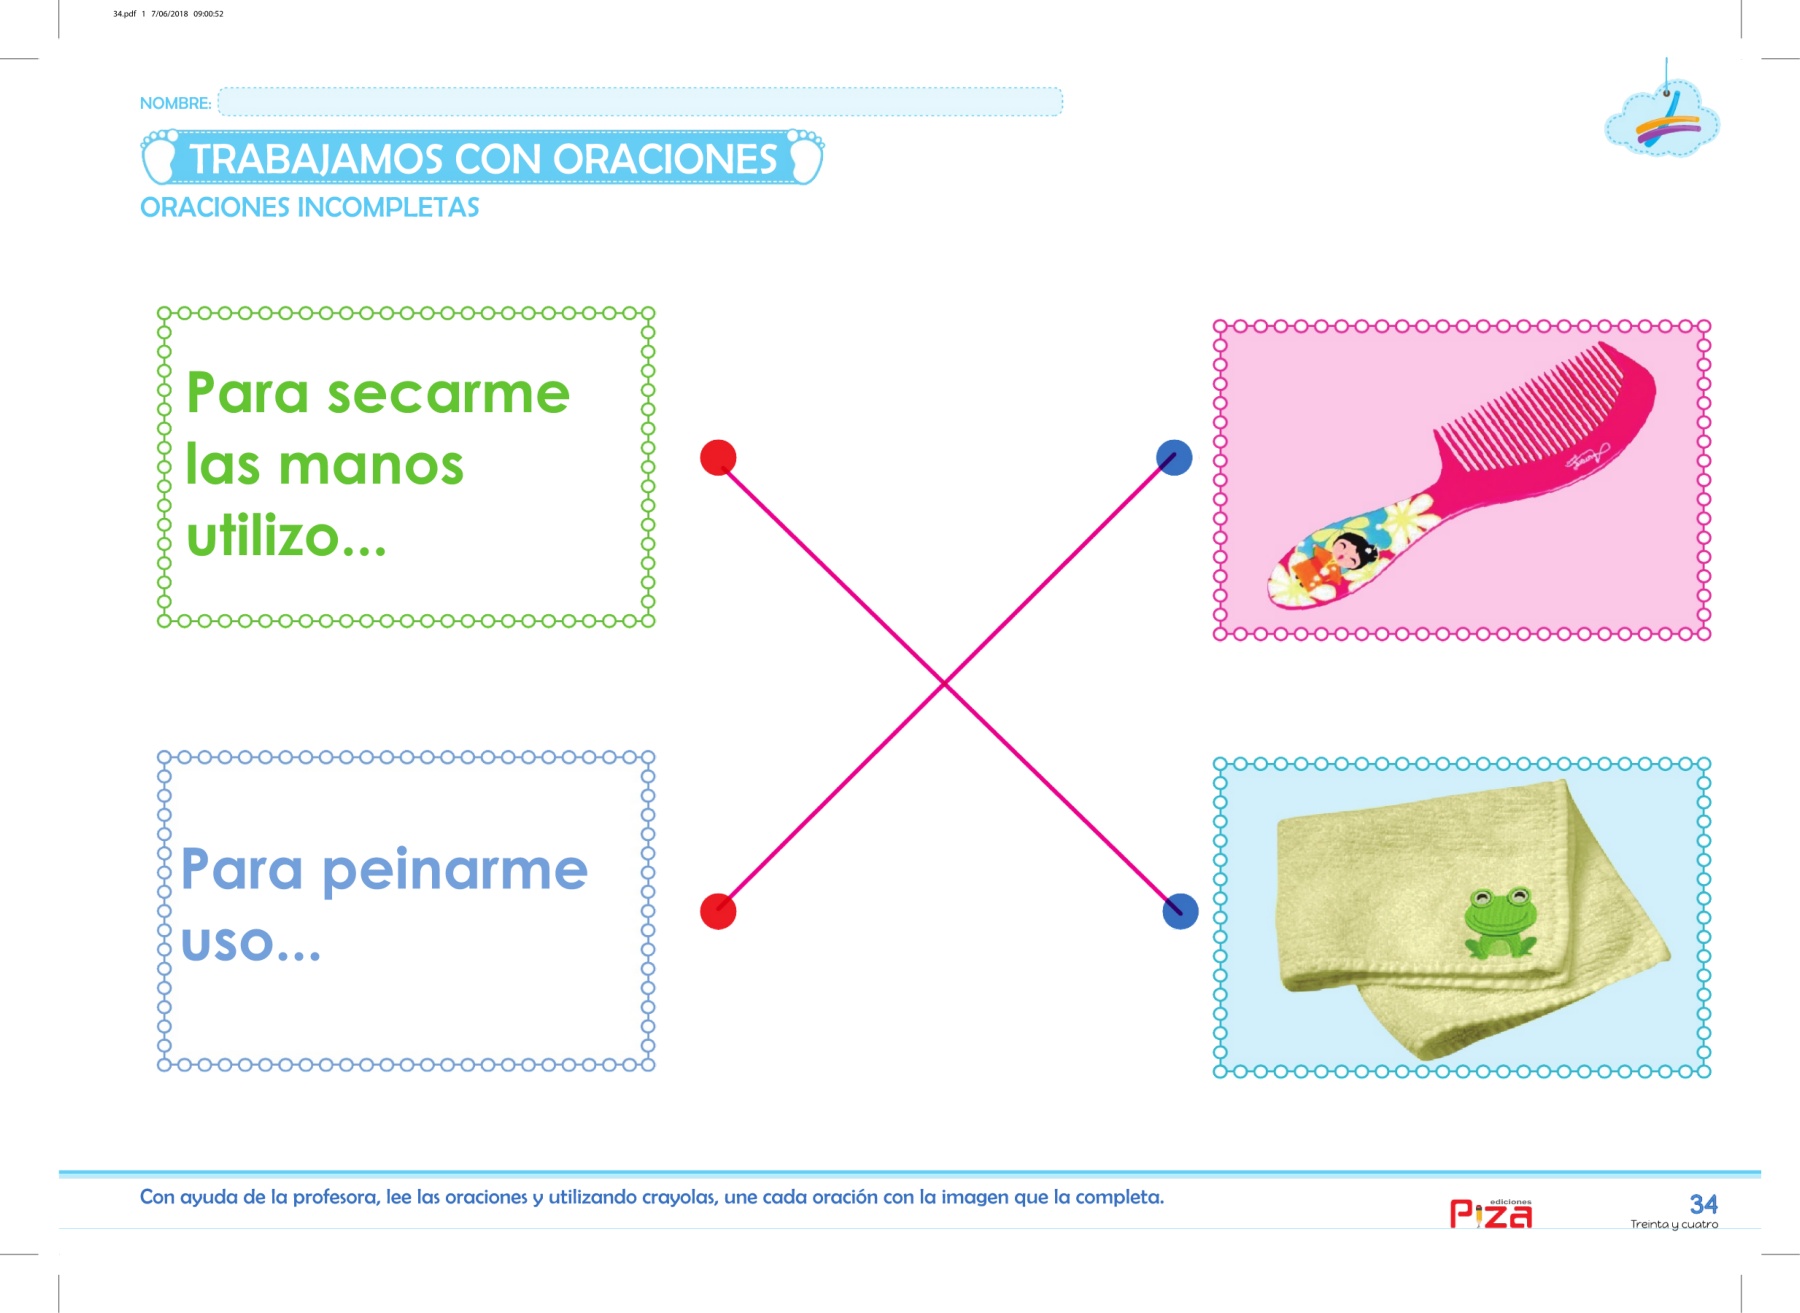 34.pdf 1 7/06/2018 09:00:52
NOMBRE:
TRABAJAMOS CON ORACIONES
ORACIONES INCOMPLETAS
Para secarme
las manos
utilizo...
Para peinarme
uso...
Con ayuda de la profesora, lee las oraciones y utilizando crayolas, une cada oración con la imagen que la completa.
ediciones
Piza
34
Treinta y cuatro